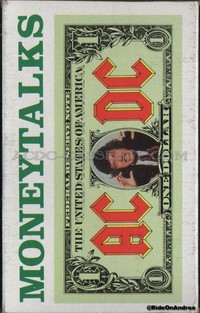 MONEYTALKS
FEDERAL RESERVE NOTE
THE UNITED STATES OF AMERICA
AC DC
ONE DOLLAR
1
1
1
1
©RideOnAndrea